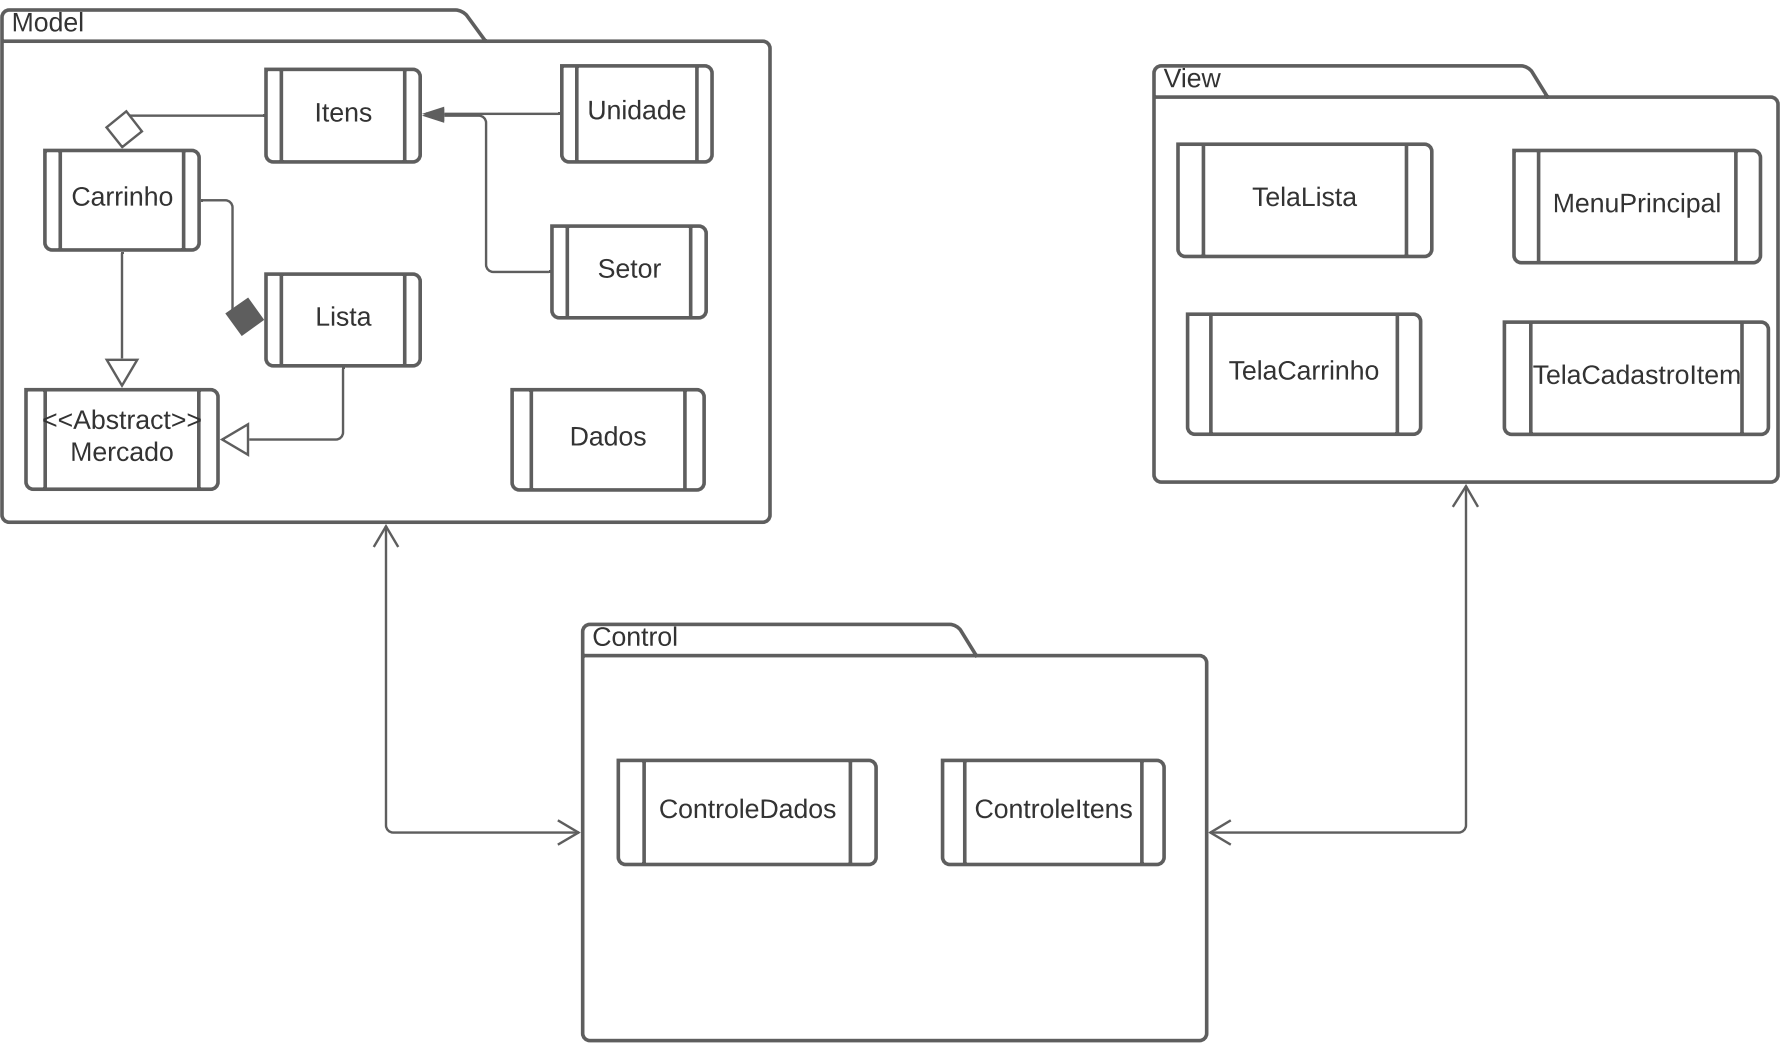 Model
Itens
Unidade
Carrinho
Setor
Lista
<<Abstract>>
Mercado
Dados
View
TelaLista
MenuPrincipal
TelaCarrinho
TelaCadastroItem
Control
ControleDados
ControleItens